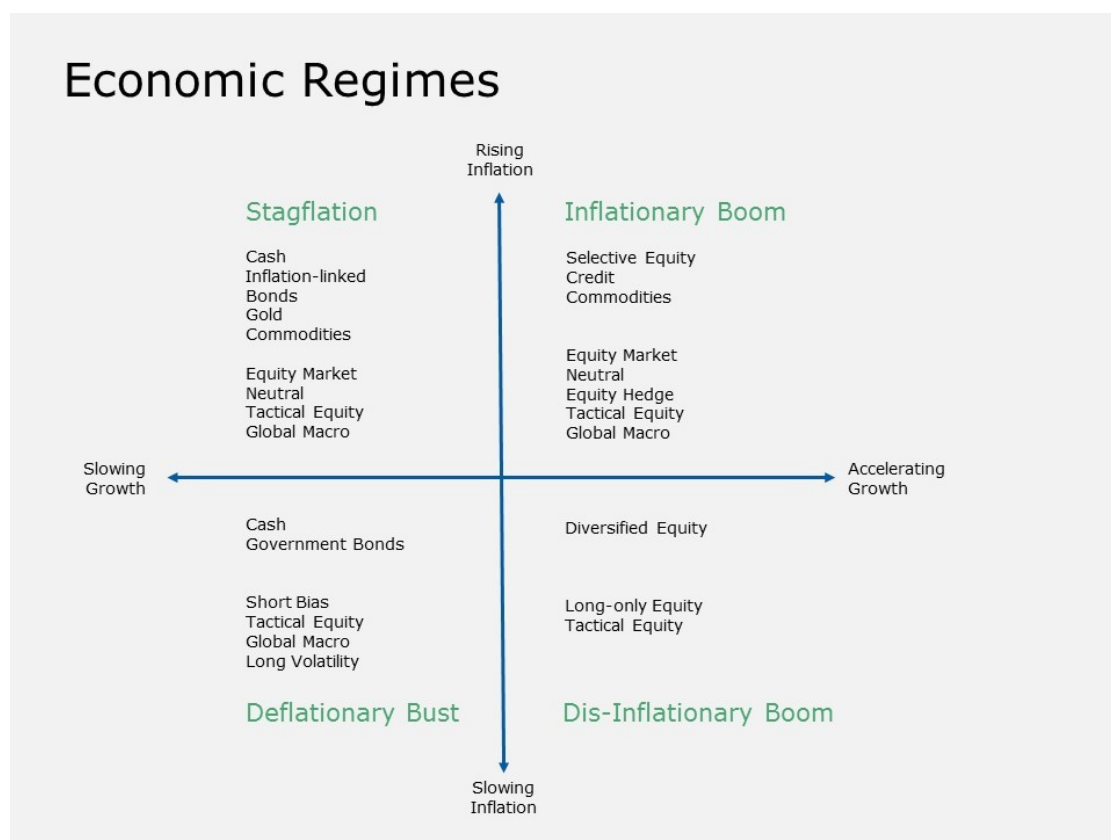 Economic Regimes
Rising
Inflation
Stagflation
Cash
Inflation-linked
Bonds
Gold
Commodities
Equity Market
Neutral
Tactical Equity
Global Macro
Inflationary Boom
Selective Equity
Credit
Commodities
Equity Market
Neutral
Equity Hedge
Tactical Equity
Global Macro
Slowing
Growth
Accelerating
Growth
Cash
Government Bonds
Short Bias
Tactical Equity
Global Macro
Long Volatility
Deflationary Bust
Diversified Equity
Long-only Equity
Tactical Equity
Dis-Inflationary Boom
Slowing
Inflation